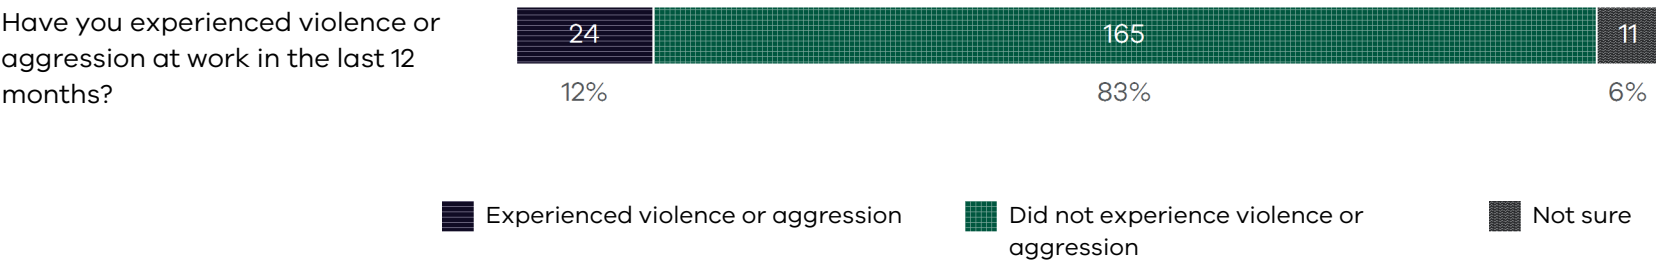 Have you experienced violence or
aggression at work in the last 12
months?
24 165 11
12% 83% 6%
Experienced violence or aggression
Did not experience violence or
aggression
Not sure